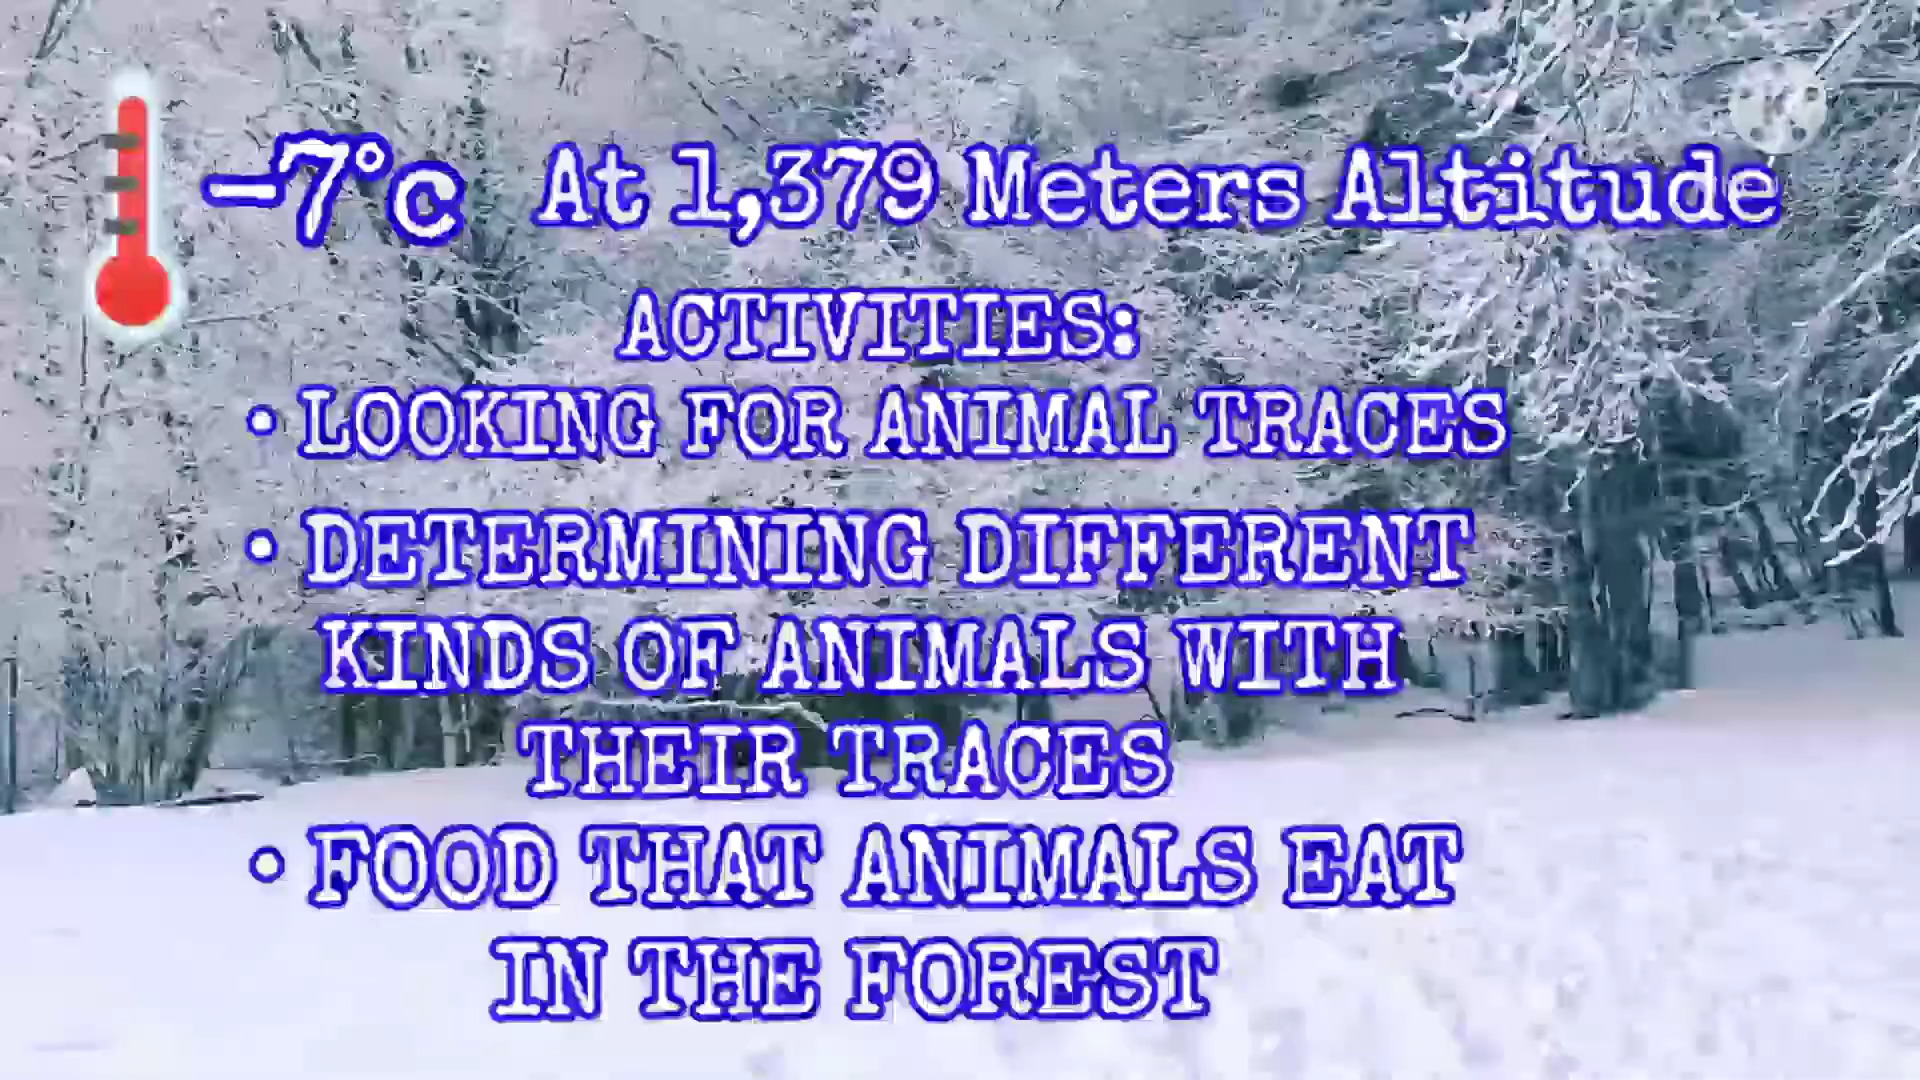 -7°c At 1,379 Meters Altitude
ACTIVITIES:
• LOOKING FOR ANIMAL TRACES
• DETERMINING DIFFERENT
KINDS OF ANIMALS WITH
THEIR TRACES
• FOOD THAT ANIMALS EAT
IN THE FOREST